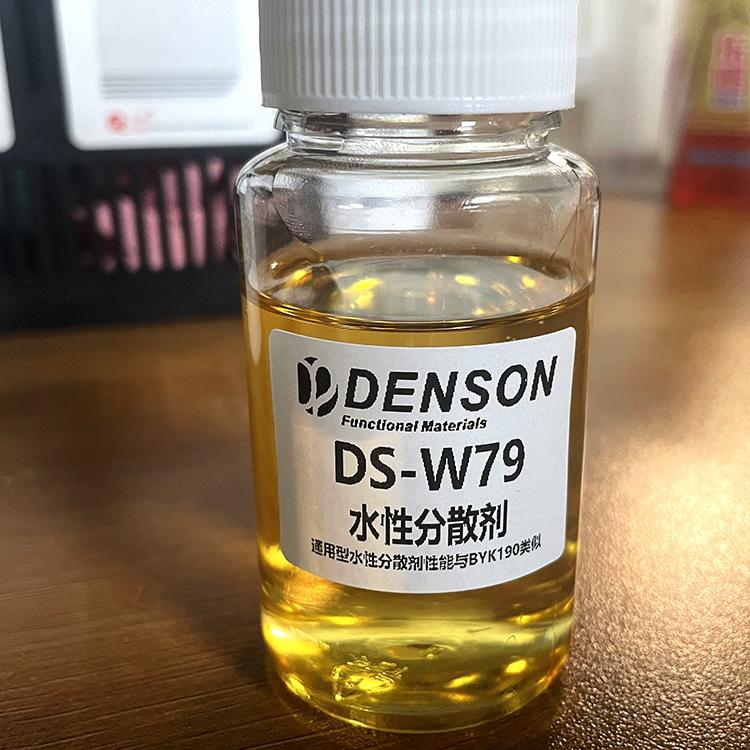 DENSON
Functional Materials
DS-W79
水性分散剂
通用型水性分散剂性能与BYK190类似